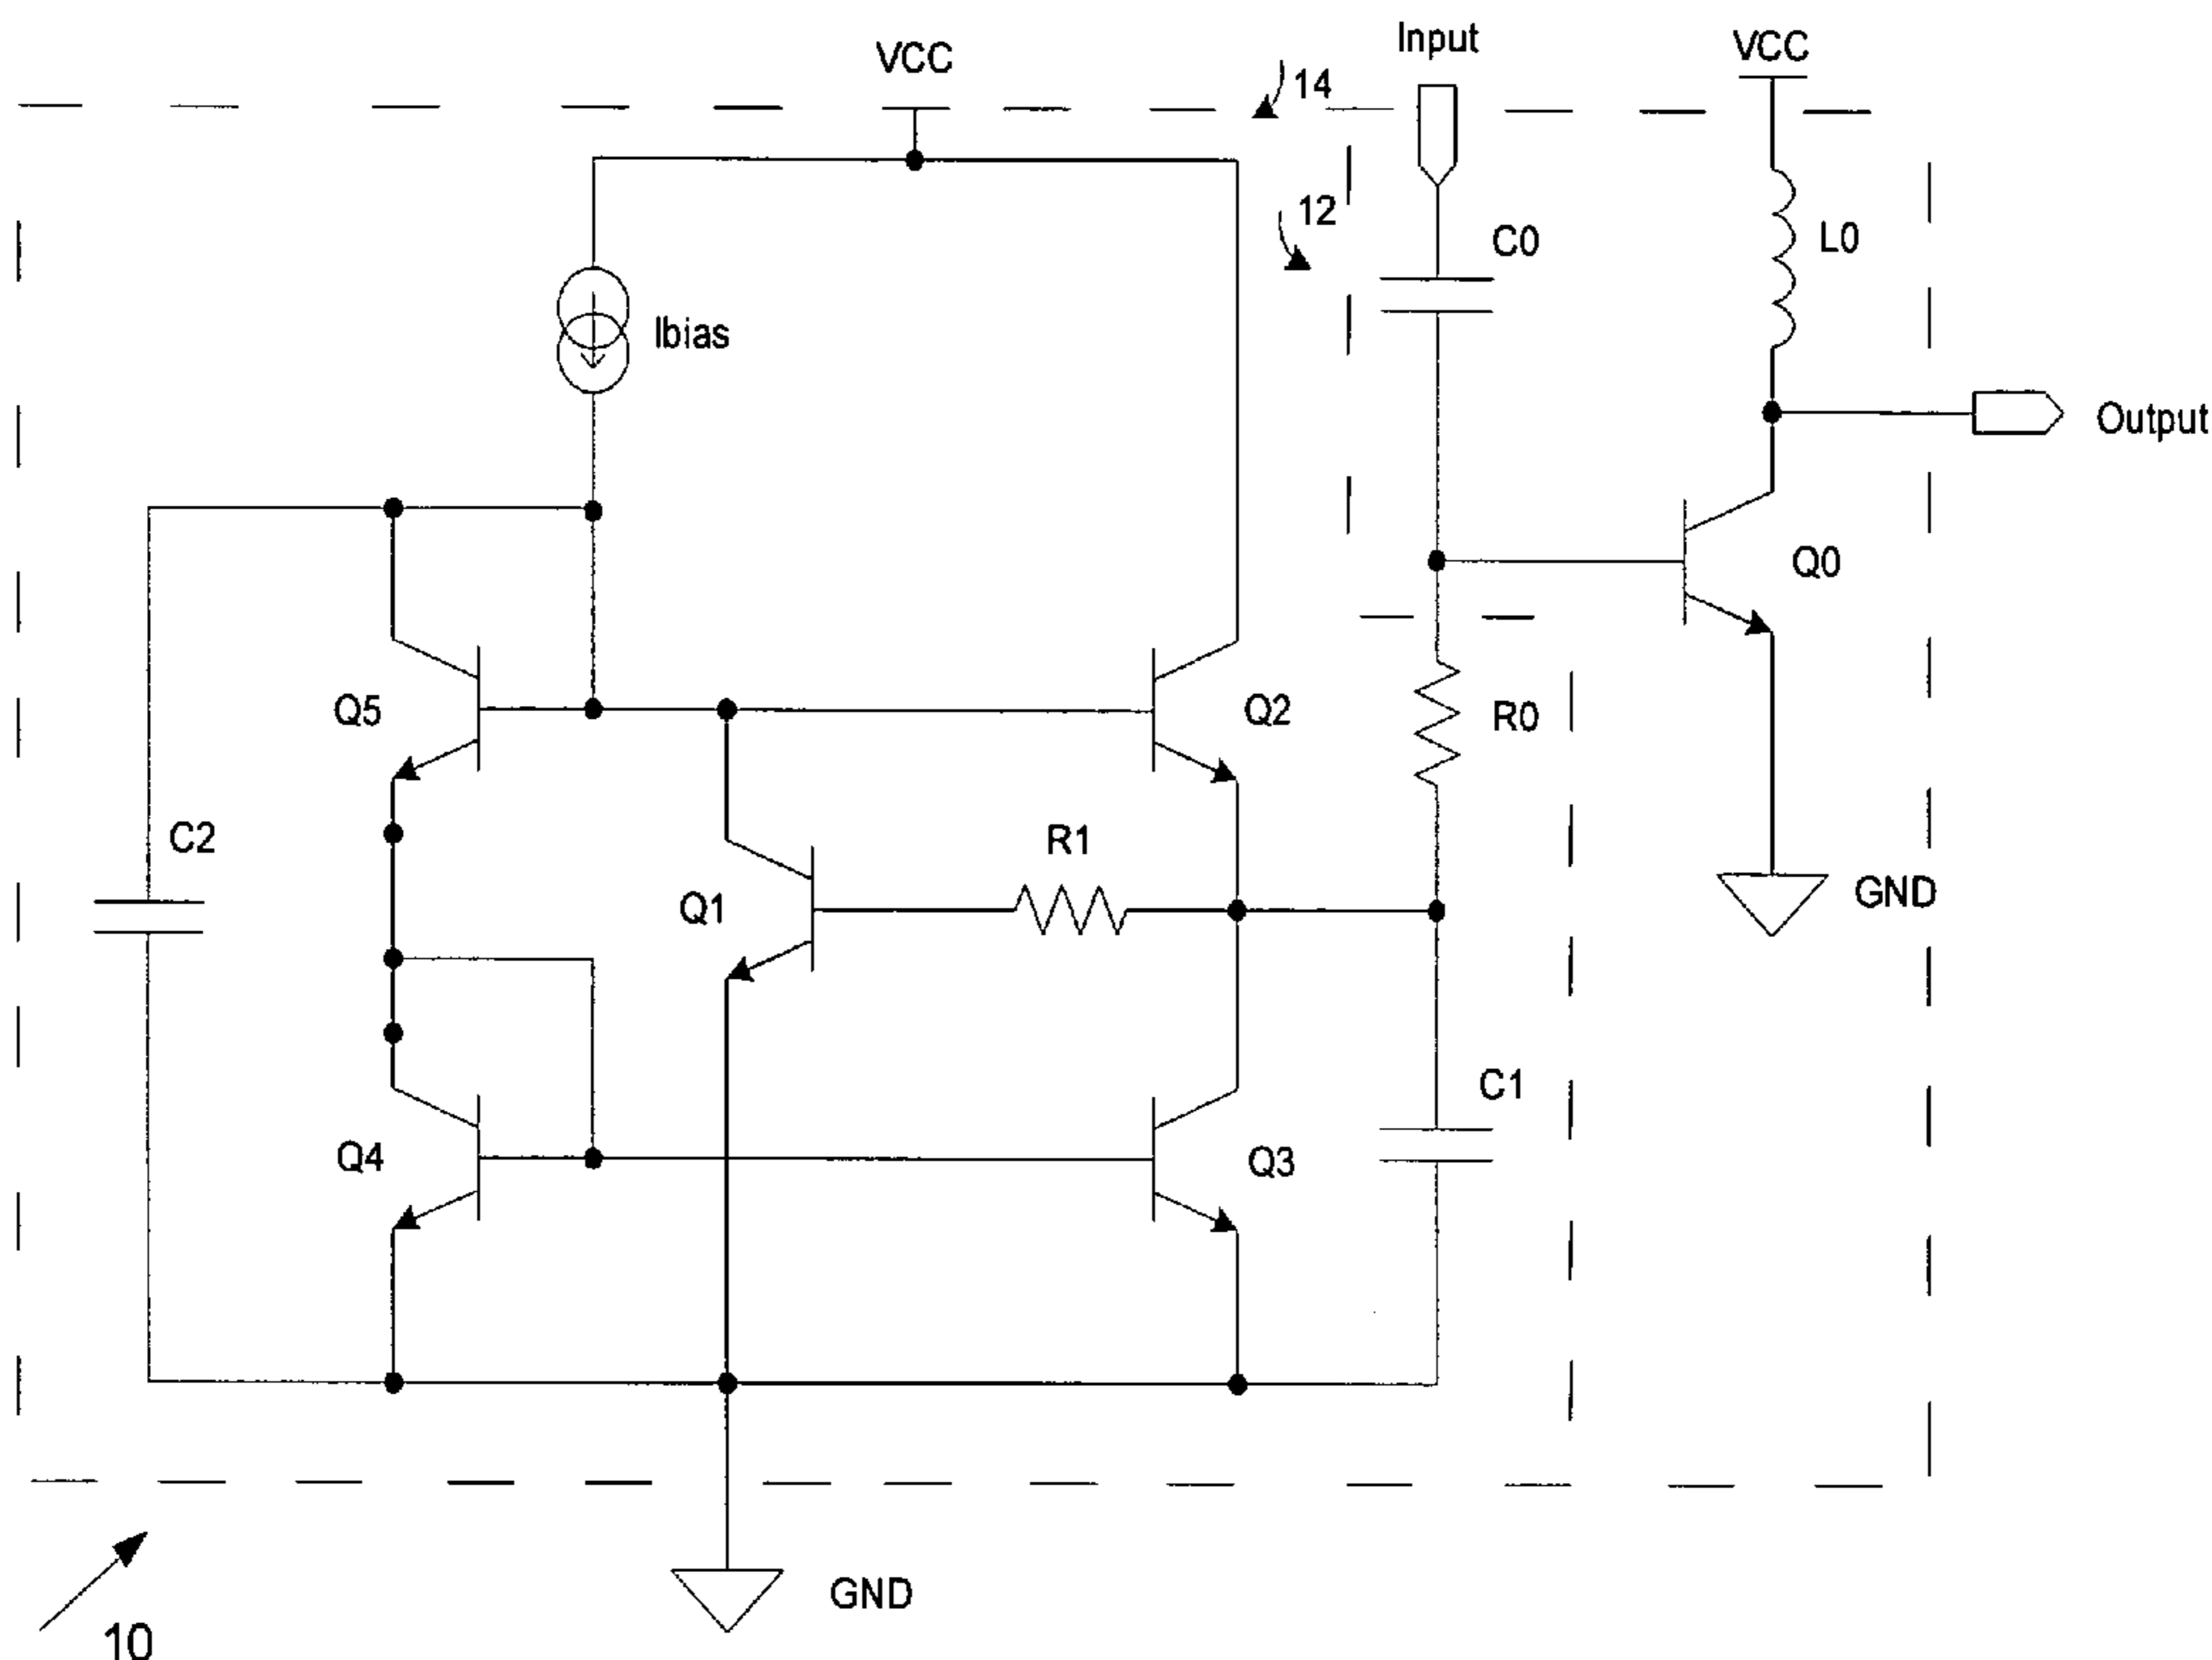 Input
VCC
VCC
14
12
C0
L0
Ibias
Output
Q0
Q5
Q2
R0
C2
R1
Q1
GND
C1
Q4
Q3
GND
10